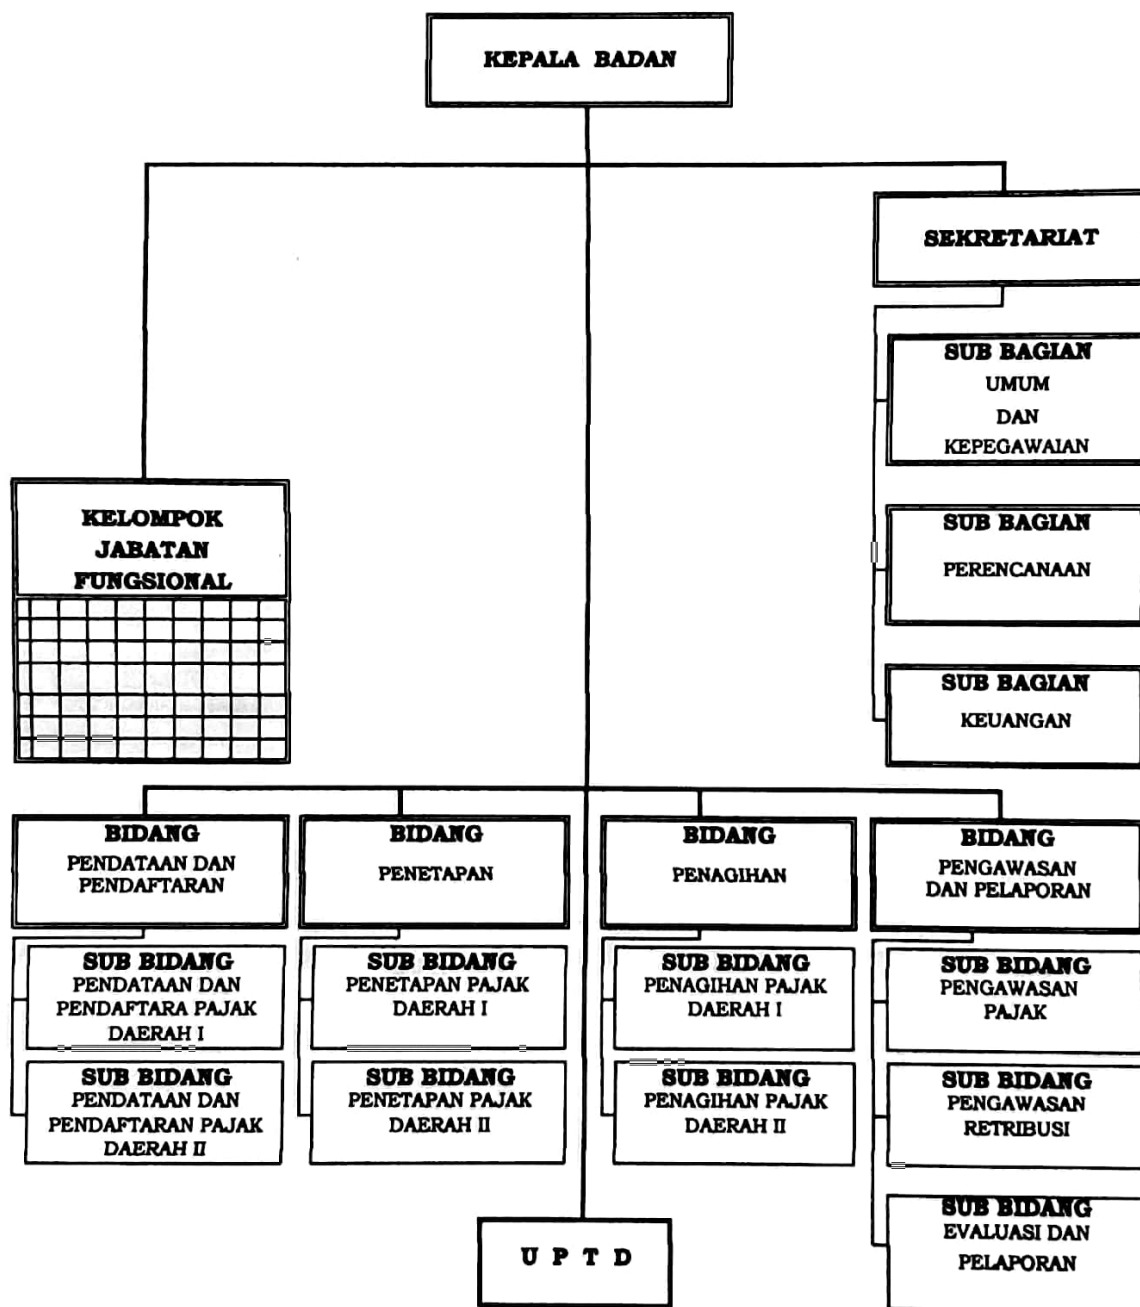 KEPALA BADAN
SEKRETARIAT
SUB BAGIAN
UMUM
DAN
KEPEGAWAIAN
SUB BAGIAN
PERENCANAAN
SUB BAGIAN
KEUANGAN
KELOMPOK
JABATAN
FUNGSIONAL
BIDANG
PENDATAAN DAN
PENDAFTARAN
SUB BIDANG
PENDATAAN DAN
PENDAFTARA PAJAK
DAERAH I
SUB BIDANG
PENDATAAN DAN
PENDAFTARAN PAJAK
DAERAH II
BIDANG
PENETAPAN
SUB BIDANG
PENETAPAN PAJAK
DAERAH I
SUB BIDANG
PENETAPAN PAJAK
DAERAH II
BIDANG
PENAGIHAN
SUB BIDANG
PENAGIHAN PAJAK
DAERAH I
SUB BIDANG
PENAGIHAN PAJAK
DAERAH II
BIDANG
PENGAWASAN
DAN PELAPORAN
SUB BIDANG
PENGAWASAN
PAJAK
SUB BIDANG
PENGAWASAN
RETRIBUSI
SUB BIDANG
EVALUASI DAN
PELAPORAN
U P T D